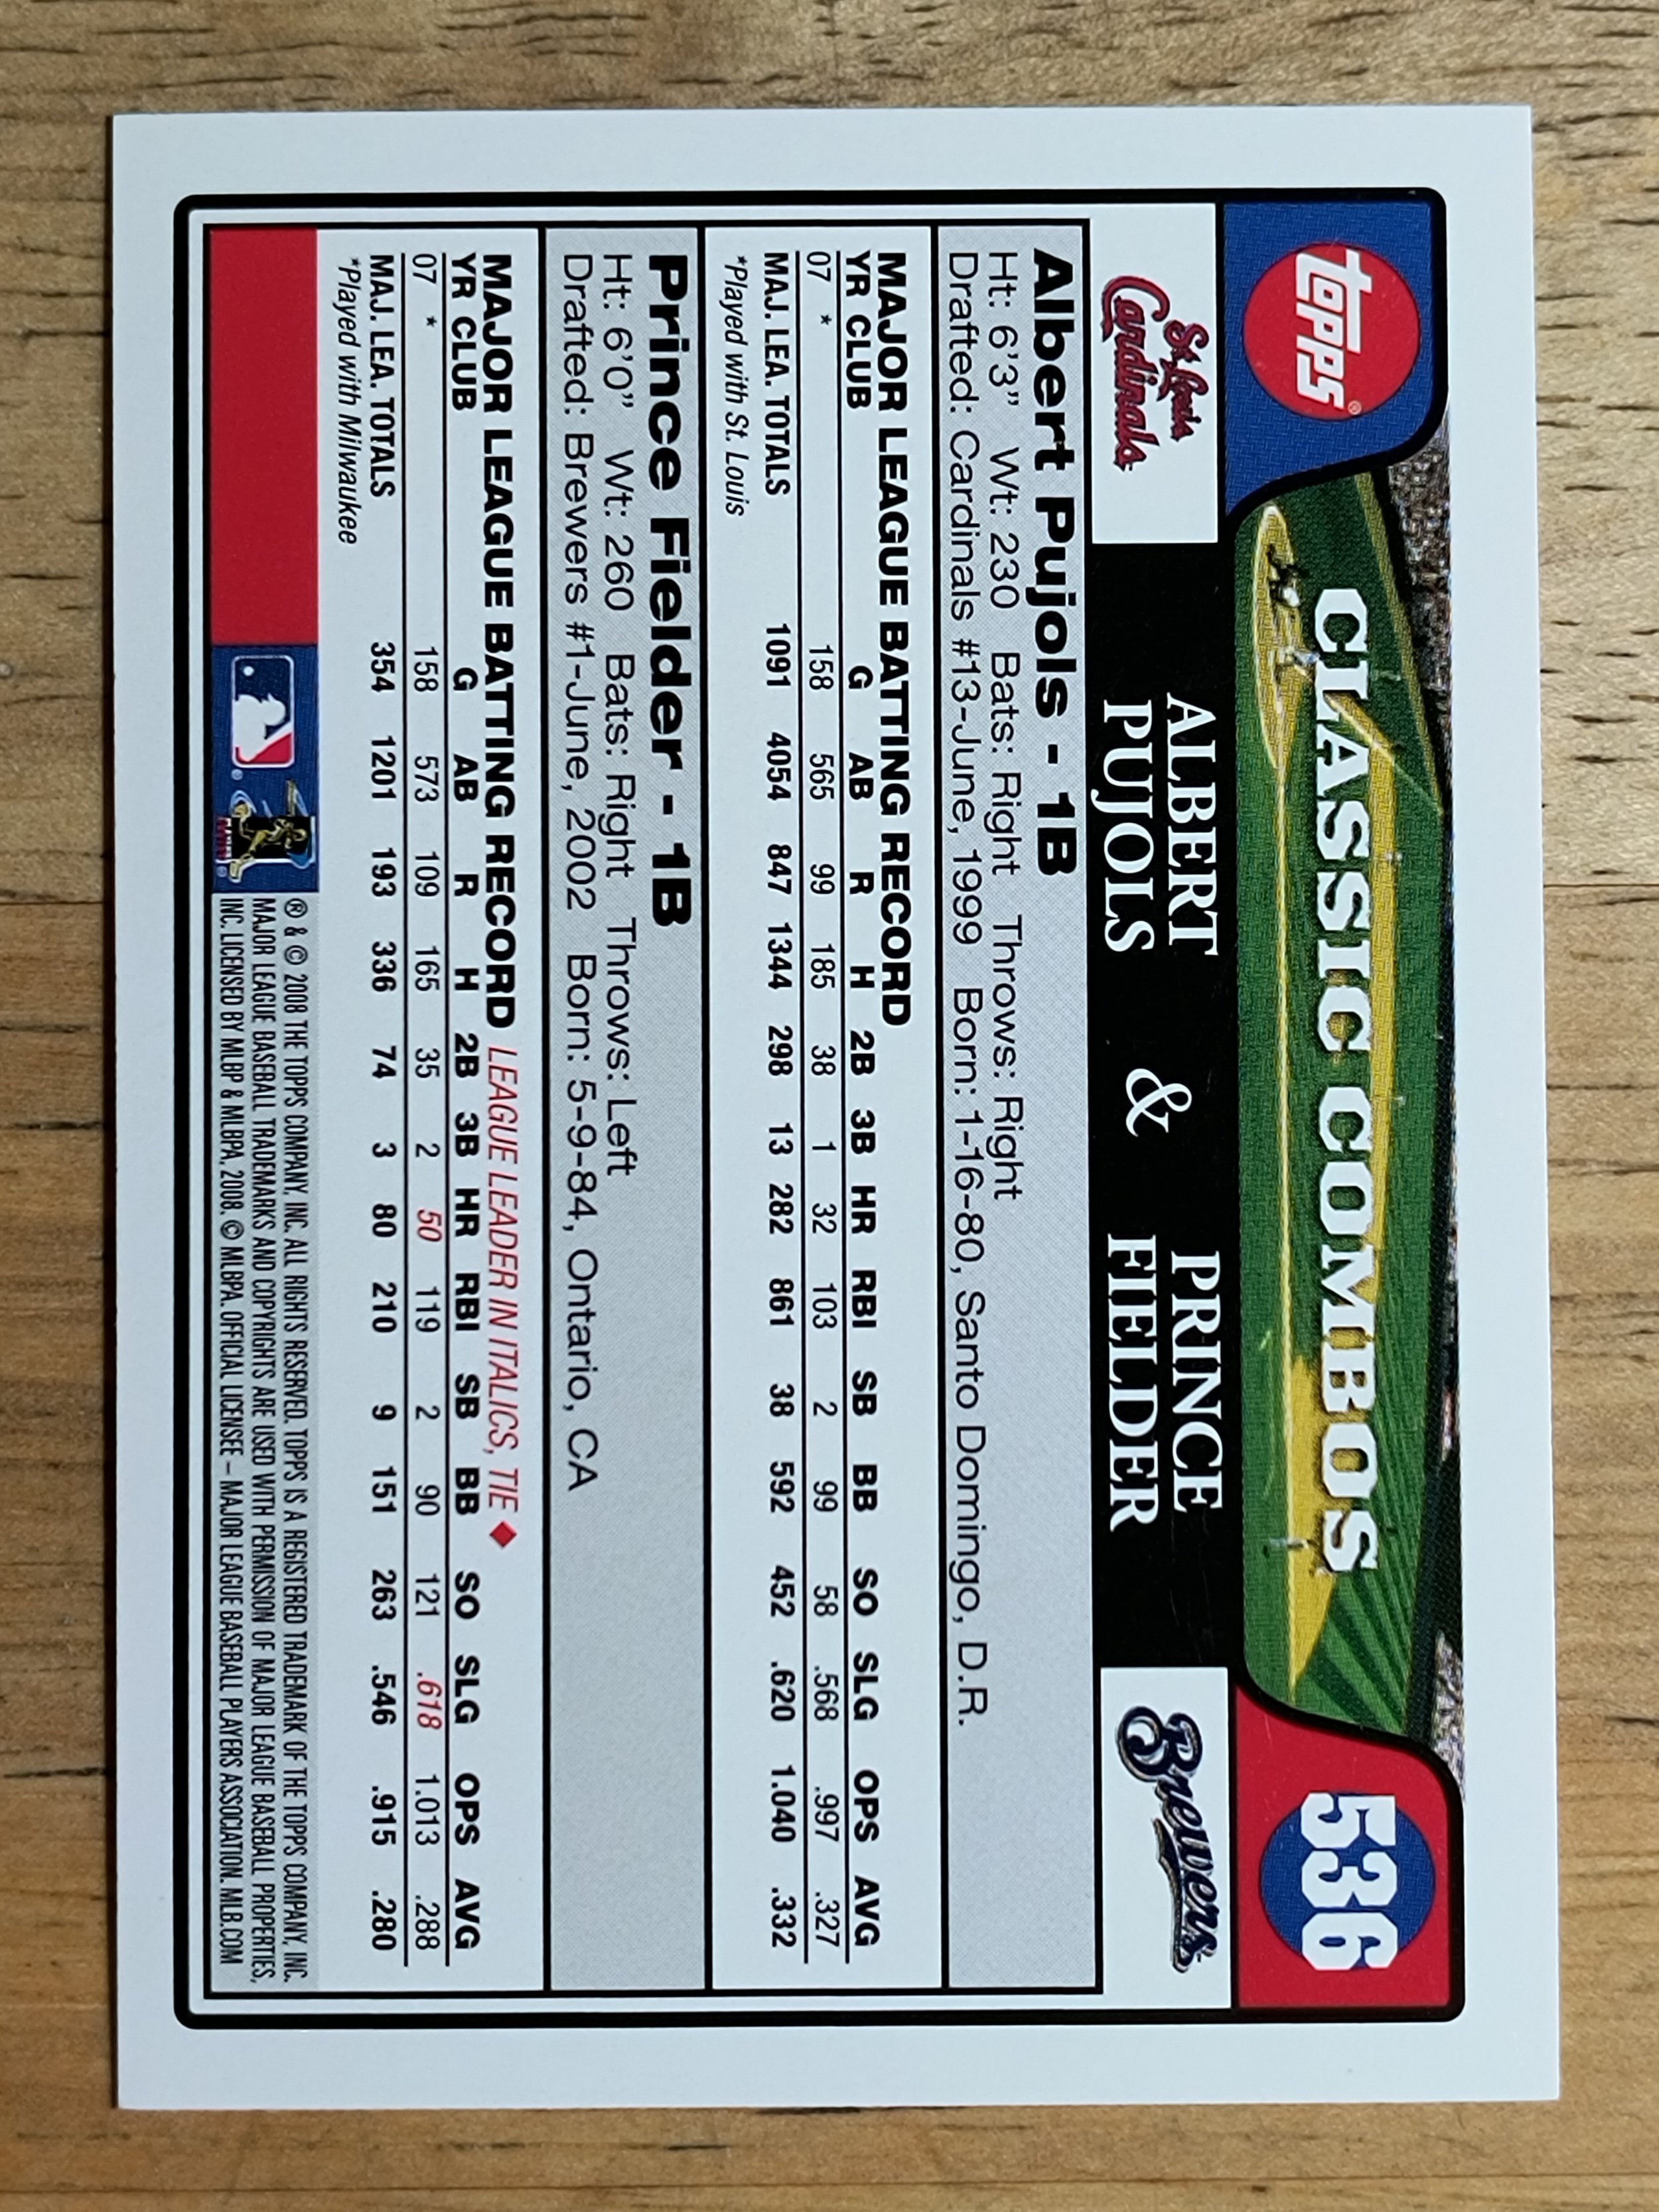 topps®
CLASSIC COMBOS
536
St. Louis
Cardinals
ALBERT
PUJOLS
&
PRINCE
FIELDER
Brewers
Albert Pujols - 1B
Ht: 6’3” Wt: 230 Bats: Right Throws: Right
Drafted: Cardinals #13-June, 1999 Born: 1-16-80, Santo Domingo, D.R.
MAJOR LEAGUE BATTING RECORD
YR CLUB G AB R H 2B 3B HR RBI SB BB SO SLG OPS AVG
07 * 158 565 99 185 38 1 32 103 2 99 58 .568 .997 .327
MAJ. LEA. TOTALS 1091 4054 847 1344 298 13 282 861 38 592 452 .620 1.040 .332
*Played with St. Louis
Prince Fielder - 1B
Ht: 6’0” Wt: 260 Bats: Right Throws: Left
Drafted: Brewers #1-June, 2002 Born: 5-9-84, Ontario, CA
MAJOR LEAGUE BATTING RECORD LEAGUE LEADER IN ITALICS, TIE ♦
YR CLUB G AB R H 2B 3B HR RBI SB BB SO SLG OPS AVG
07 * 158 573 109 165 35 2 50 119 2 90 121 .618 1.013 .288
MAJ. LEA. TOTALS 354 1201 193 336 74 3 80 210 9 151 263 .546 .915 .280
*Played with Milwaukee
® & © 2008 THE TOPPS COMPANY, INC. ALL RIGHTS RESERVED. TOPPS IS A REGISTERED TRADEMARK OF THE TOPPS COMPANY, INC.
MAJOR LEAGUE BASEBALL TRADEMARKS AND COPYRIGHTS ARE USED WITH PERMISSION OF MAJOR LEAGUE BASEBALL PROPERTIES,
INC. LICENSED BY MLBP & MLBPA, 2008. © MLBPA. OFFICIAL LICENSEE – MAJOR LEAGUE BASEBALL PLAYERS ASSOCIATION. MLB.COM